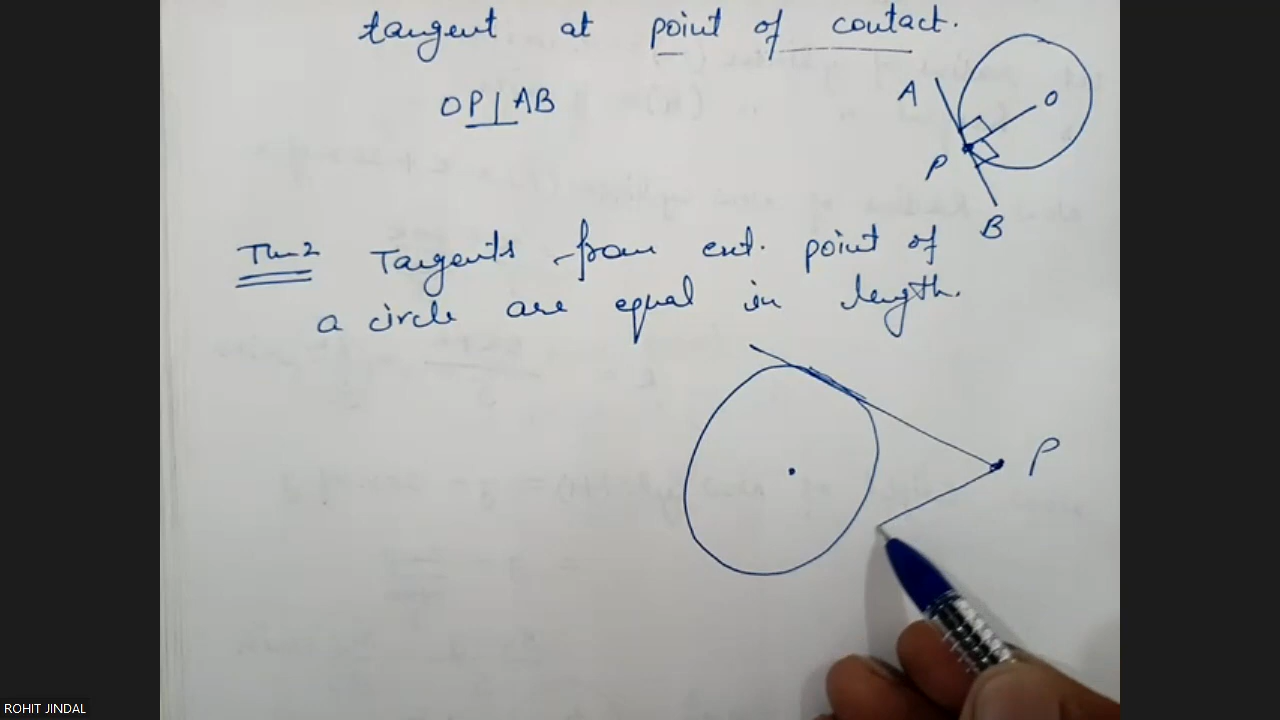 tangent at point of contact.
OP⊥AB
A
O
P
B
Thm2 Tangents from ext. point of
a circle are equal in length.
P
ROHIT JINDAL